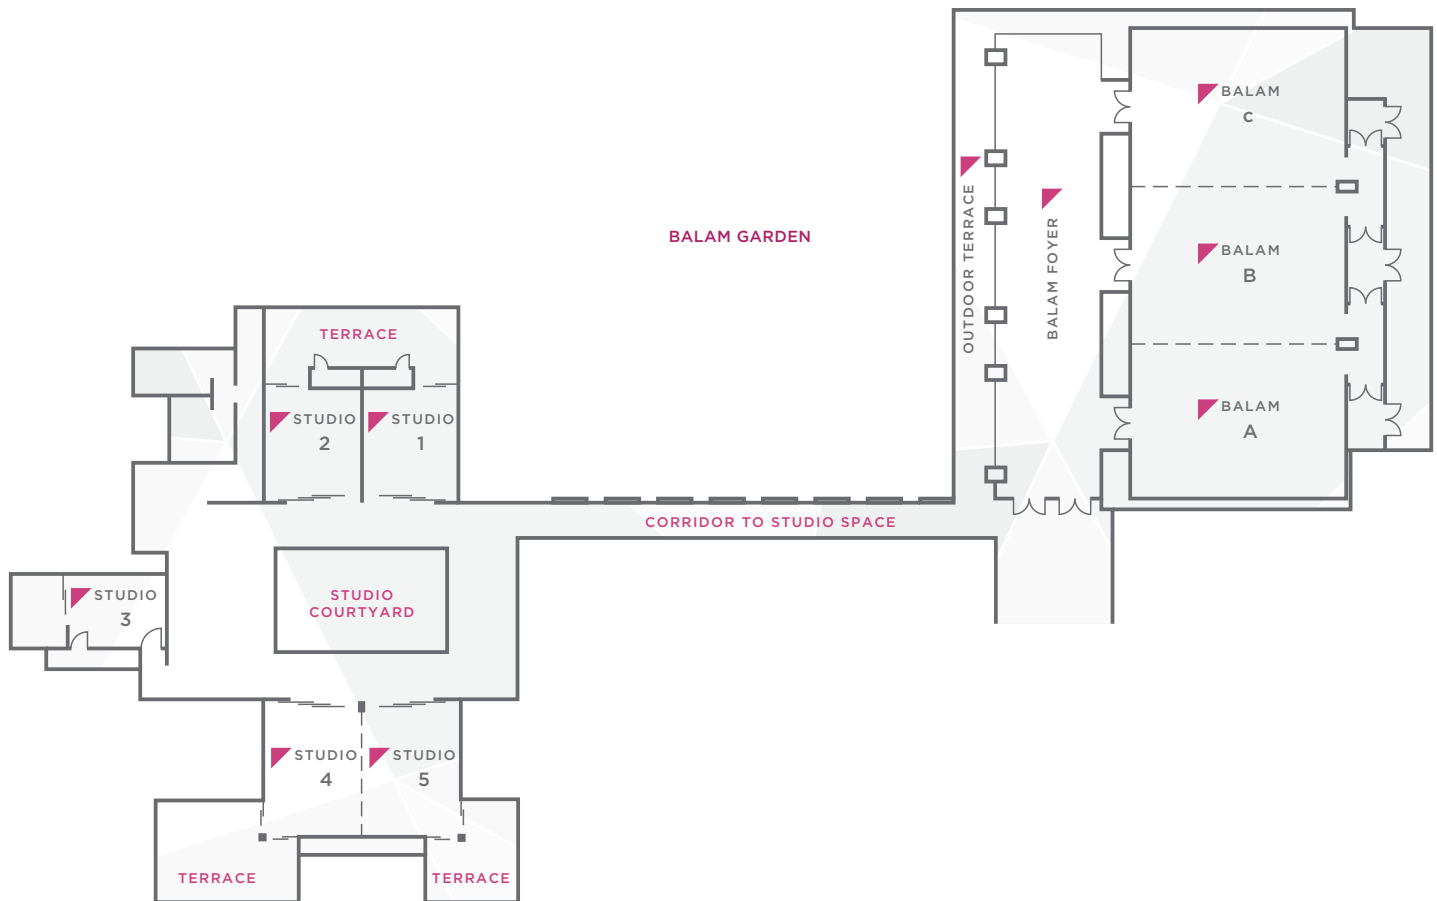 BALAM
C
BALAM GARDEN
OUTDOOR TERRACE
BALAM FOYER
BALAM
B
TERRACE
STUDIO
2
STUDIO
1
BALAM
A
CORRIDOR TO STUDIO SPACE
STUDIO
3
STUDIO
COURTYARD
STUDIO
4
STUDIO
5
TERRACE
TERRACE